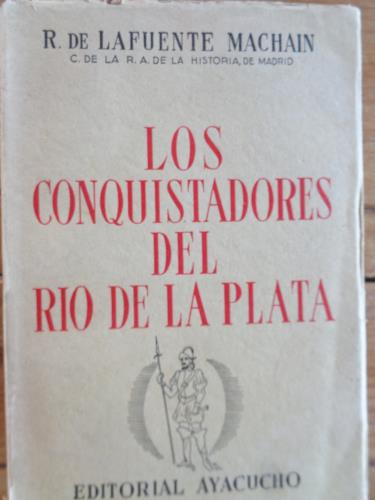 R. DE LAFUENTE MACHAIN
C. DE LA R. A. DE LA HISTORIA, DE MADRID
LOS
CONQUISTADORES
DEL
RIO DE LA PLATA
EDITORIAL AYACUCHO